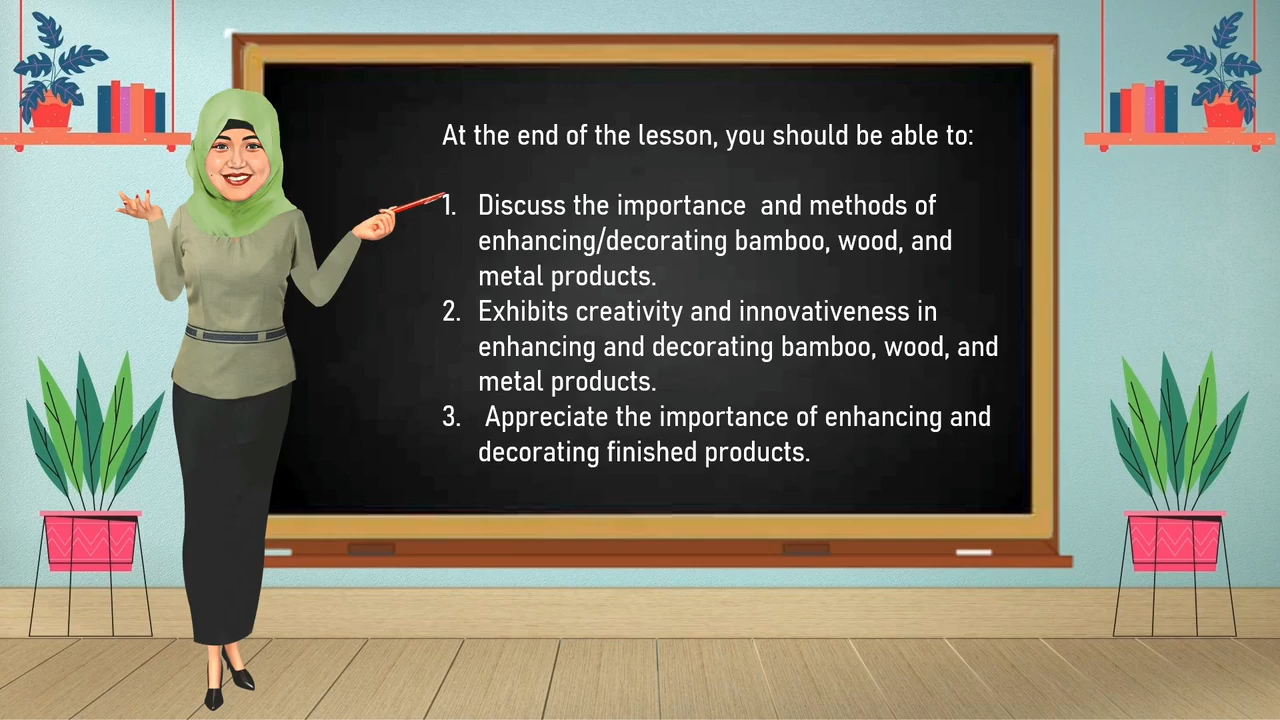 At the end of the lesson, you should be able to:
1. Discuss the importance  and methods of
enhancing/decorating bamboo, wood, and
metal products.
2. Exhibits creativity and innovativeness in
enhancing and decorating bamboo, wood, and
metal products.
3.  Appreciate the importance of enhancing and
decorating finished products.